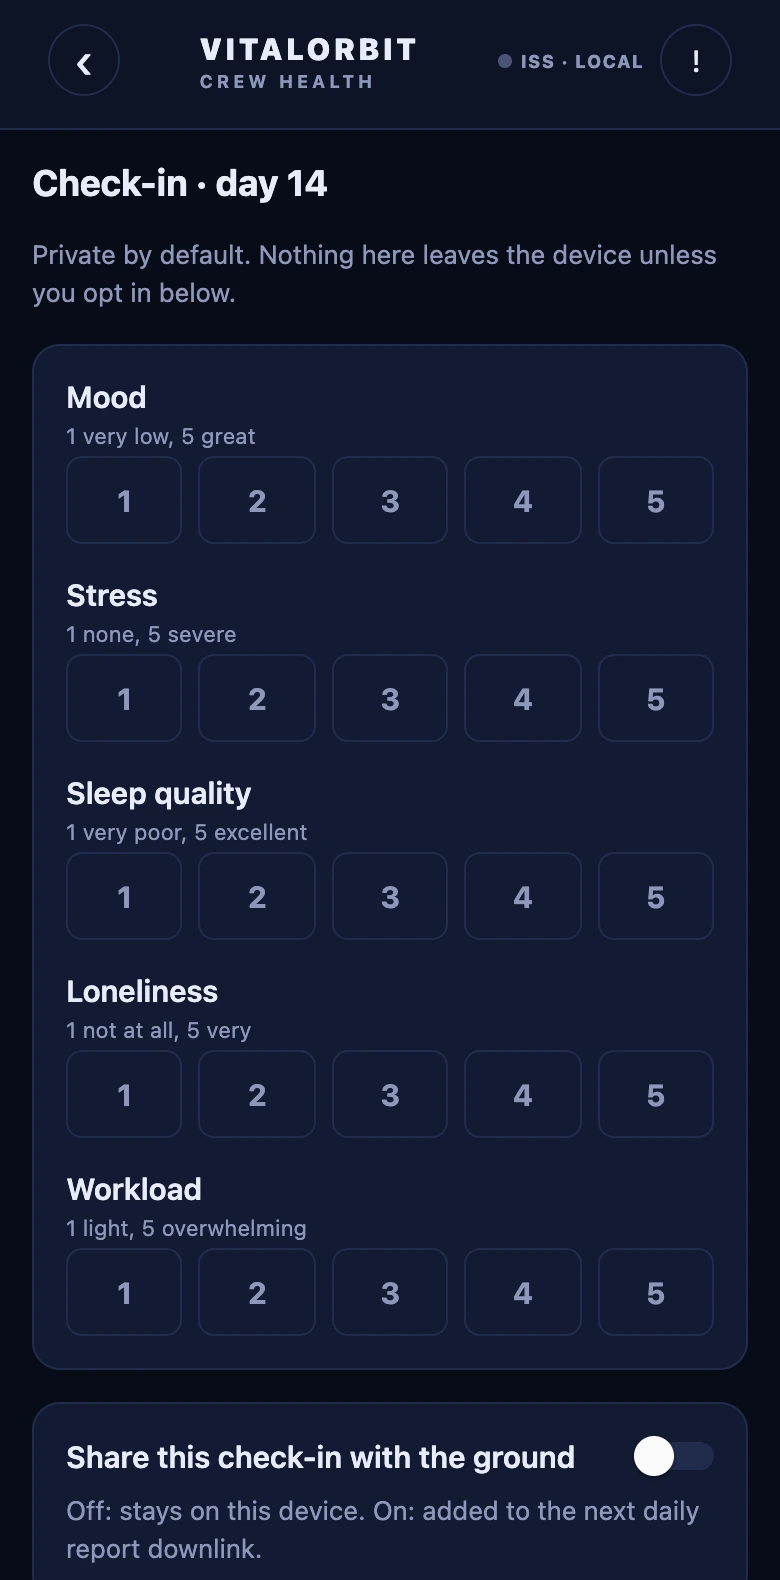 ‹
VITALORBIT
CREW HEALTH
ISS · LOCAL
!
Check-in · day 14
Private by default. Nothing here leaves the device unless
you opt in below.
Mood
1 very low, 5 great
1 2 3 4 5
Stress
1 none, 5 severe
1 2 3 4 5
Sleep quality
1 very poor, 5 excellent
1 2 3 4 5
Loneliness
1 not at all, 5 very
1 2 3 4 5
Workload
1 light, 5 overwhelming
1 2 3 4 5
Share this check-in with the ground
Off: stays on this device. On: added to the next daily
report downlink.